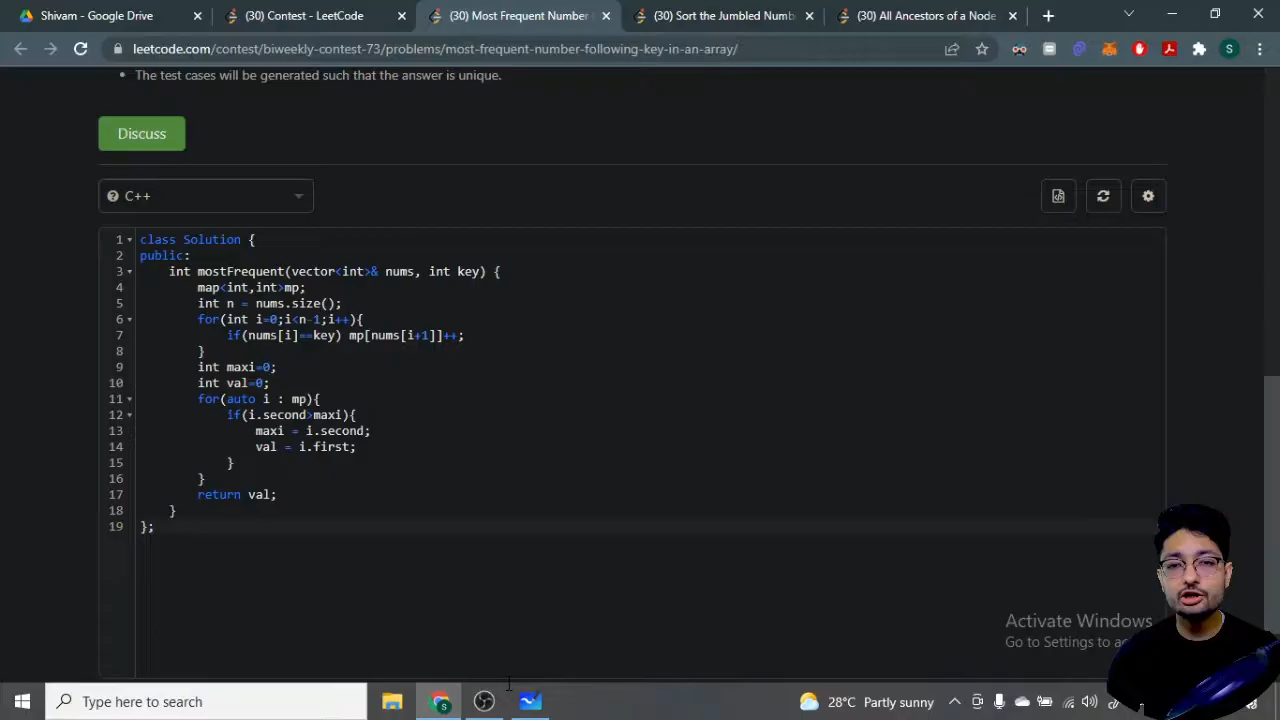 Shivam - Google Drive
(30) Contest - LeetCode
(30) Most Frequent Number
(30) Sort the Jumbled Numb
(30) All Ancestors of a Node
leetcode.com/contest/biweekly-contest-73/problems/most-frequent-number-following-key-in-an-array/
S
The test cases will be generated such that the answer is unique.
Discuss
C++
1 class Solution {
2 public:
3 int mostFrequent(vector<int>& nums, int key) {
4 map<int,int>mp;
5 int n = nums.size();
6 for(int i=0;i<n-1;i++){
7 if(nums[i]==key) mp[nums[i+1]]++;
8 }
9 int maxi=0;
10 int val=0;
11 for(auto i : mp){
12 if(i.second>maxi){
13 maxi = i.second;
14 val = i.first;
15 }
16 }
17 return val;
18 }
19 };
Activate Windows
Go to Settings to
Type here to search
28°C Partly sunny